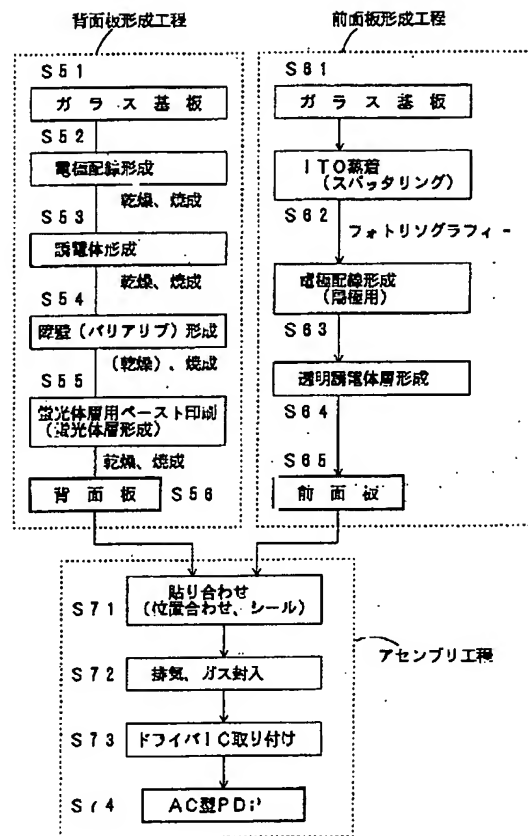 背面板形成工程
S51
ガラス基板
S52
電極配線形成
乾燥、焼成
S53
誘電体形成
乾燥、焼成
S54
障壁(バリアリブ)形成
(乾燥)、焼成
S55
蛍光体層用ペースト印刷
(蛍光体層形成)
乾燥、焼成
背面板
S56
前面板形成工程
S61
ガラス基板
ITO蒸着
(スパッタリング)
S62
フォトリソグラフィー
電極配線形成
(陽極用)
S63
透明誘電体層形成
S64
S65
前面板
S71
貼り合わせ
(位置合わせ、シール)
アセンブリ工程
S72
排気、ガス封入
S73
ドライバIC取り付け
AC型PDP